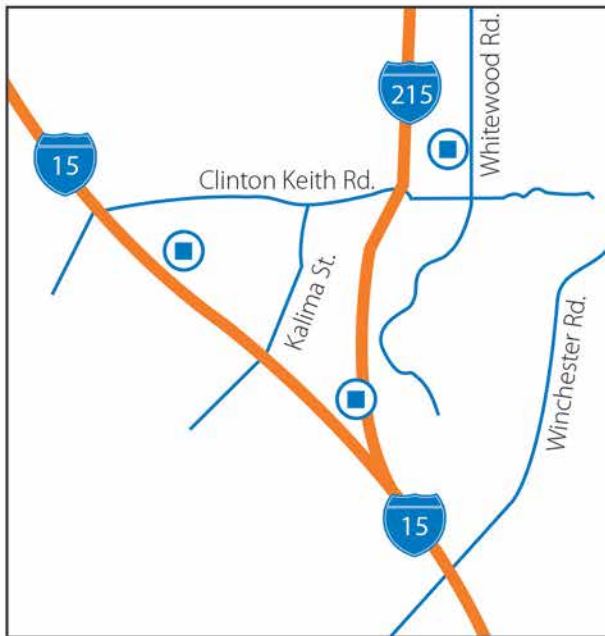 215
Whitewood Rd.
15
Clinton Keith Rd.
Kalima St.
Winchester Rd.
15